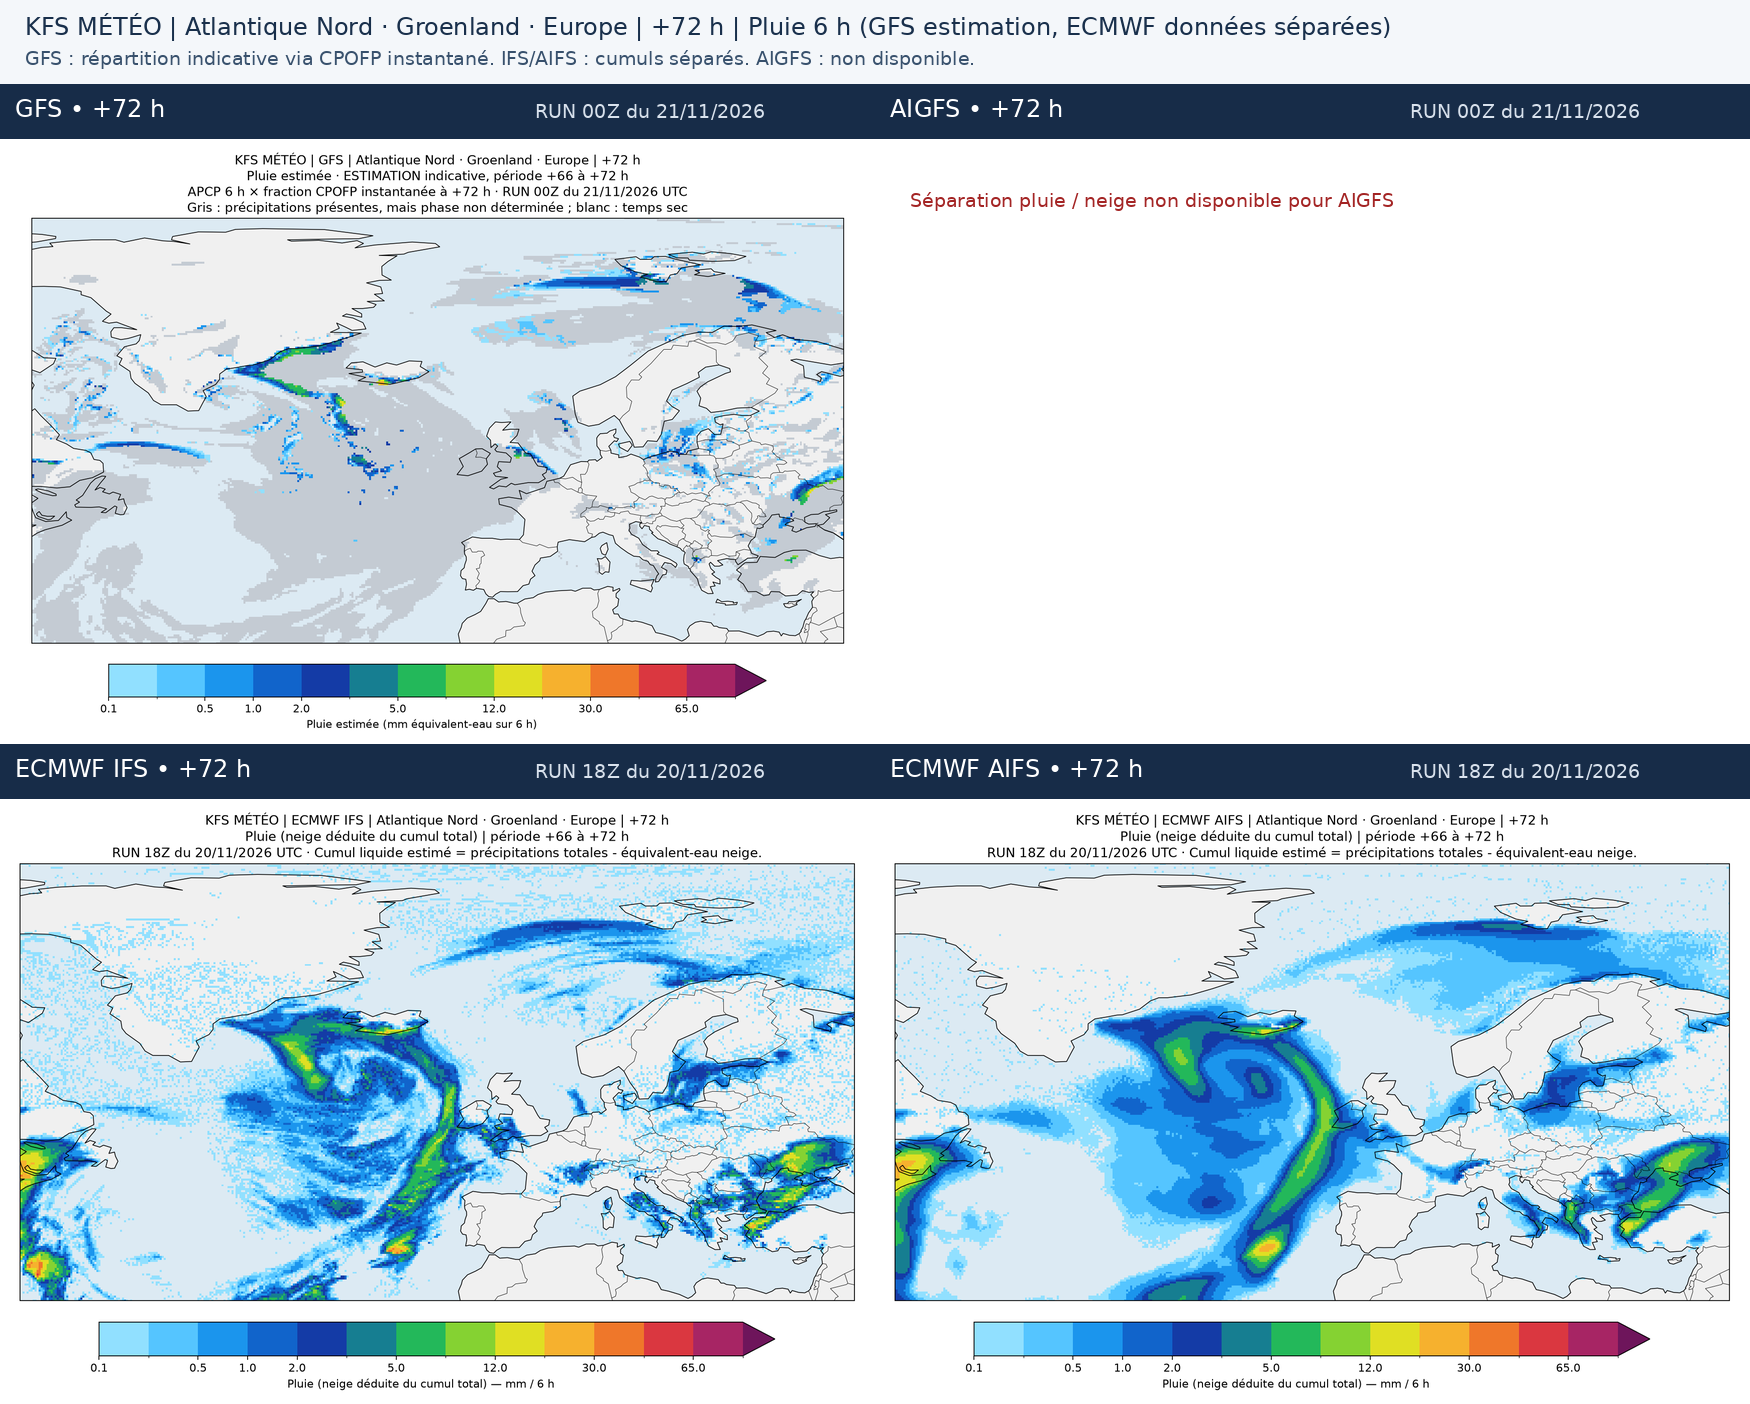 KFS MÉTÉO | Atlantique Nord · Groenland · Europe | +72 h | Pluie 6 h (GFS estimation, ECMWF données séparées)
GFS : répartition indicative via CPOFP instantané. IFS/AIFS : cumuls séparés. AIGFS : non disponible.
GFS • +72 h
RUN 00Z du 21/11/2026
AIGFS • +72 h
RUN 00Z du 21/11/2026
KFS MÉTÉO | GFS | Atlantique Nord · Groenland · Europe | +72 h
Pluie estimée · ESTIMATION indicative, période +66 à +72 h
APCP 6 h × fraction CPOFP instantanée à +72 h · RUN 00Z du 21/11/2026 UTC
Gris : précipitations présentes, mais phase non déterminée ; blanc : temps sec
Séparation pluie / neige non disponible pour AIGFS
0.1 0.5 1.0 2.0 5.0 12.0 30.0 65.0
Pluie estimée (mm équivalent-eau sur 6 h)
ECMWF IFS • +72 h
RUN 18Z du 20/11/2026
ECMWF AIFS • +72 h
RUN 18Z du 20/11/2026
KFS MÉTÉO | ECMWF IFS | Atlantique Nord · Groenland · Europe | +72 h
Pluie (neige déduite du cumul total) | période +66 à +72 h
RUN 18Z du 20/11/2026 UTC · Cumul liquide estimé = précipitations totales - équivalent-eau neige.
KFS MÉTÉO | ECMWF AIFS | Atlantique Nord · Groenland · Europe | +72 h
Pluie (neige déduite du cumul total) | période +66 à +72 h
RUN 18Z du 20/11/2026 UTC · Cumul liquide estimé = précipitations totales - équivalent-eau neige.
0.1 0.5 1.0 2.0 5.0 12.0 30.0 65.0
Pluie (neige déduite du cumul total) — mm / 6 h
0.1 0.5 1.0 2.0 5.0 12.0 30.0 65.0
Pluie (neige déduite du cumul total) — mm / 6 h